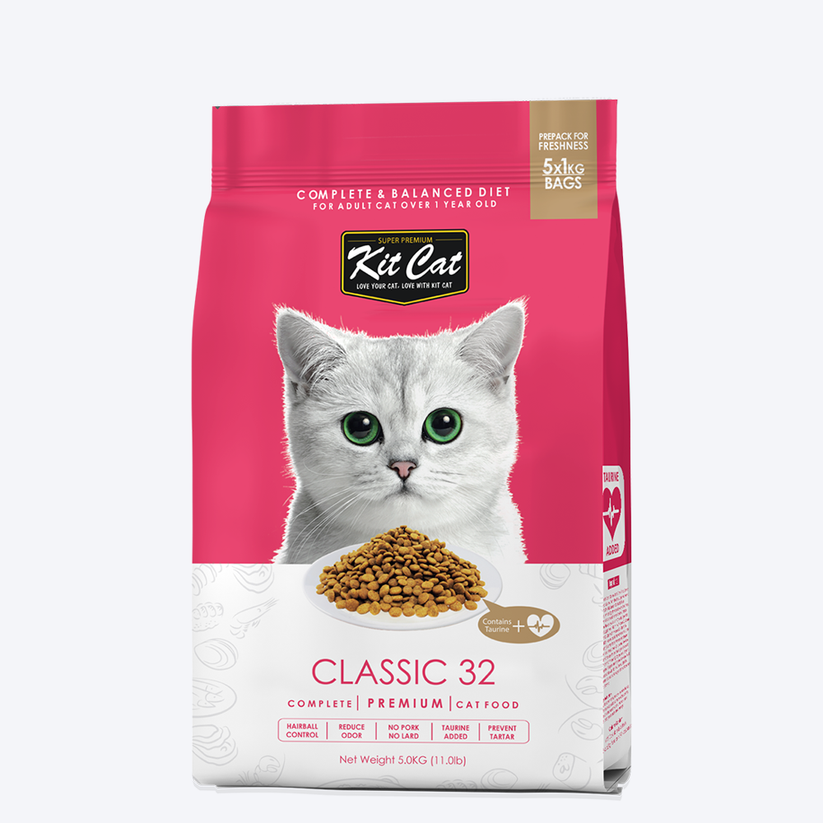 PREPACK FOR
FRESHNESS
5x1KG
BAGS
COMPLETE & BALANCED DIET
FOR ADULT CAT OVER 1 YEAR OLD
SUPER PREMIUM
Kit Cat
LOVE YOUR CAT, LOVE WITH KIT CAT
TAURINE
ADDED
Contains
Taurine +
CLASSIC 32
COMPLETE | PREMIUM | CAT FOOD
HAIRBALL CONTROL
REDUCE ODOR
NO PORK NO LARD
TAURINE ADDED
PREVENT TARTAR
Net Weight 5.0KG (11.0lb)